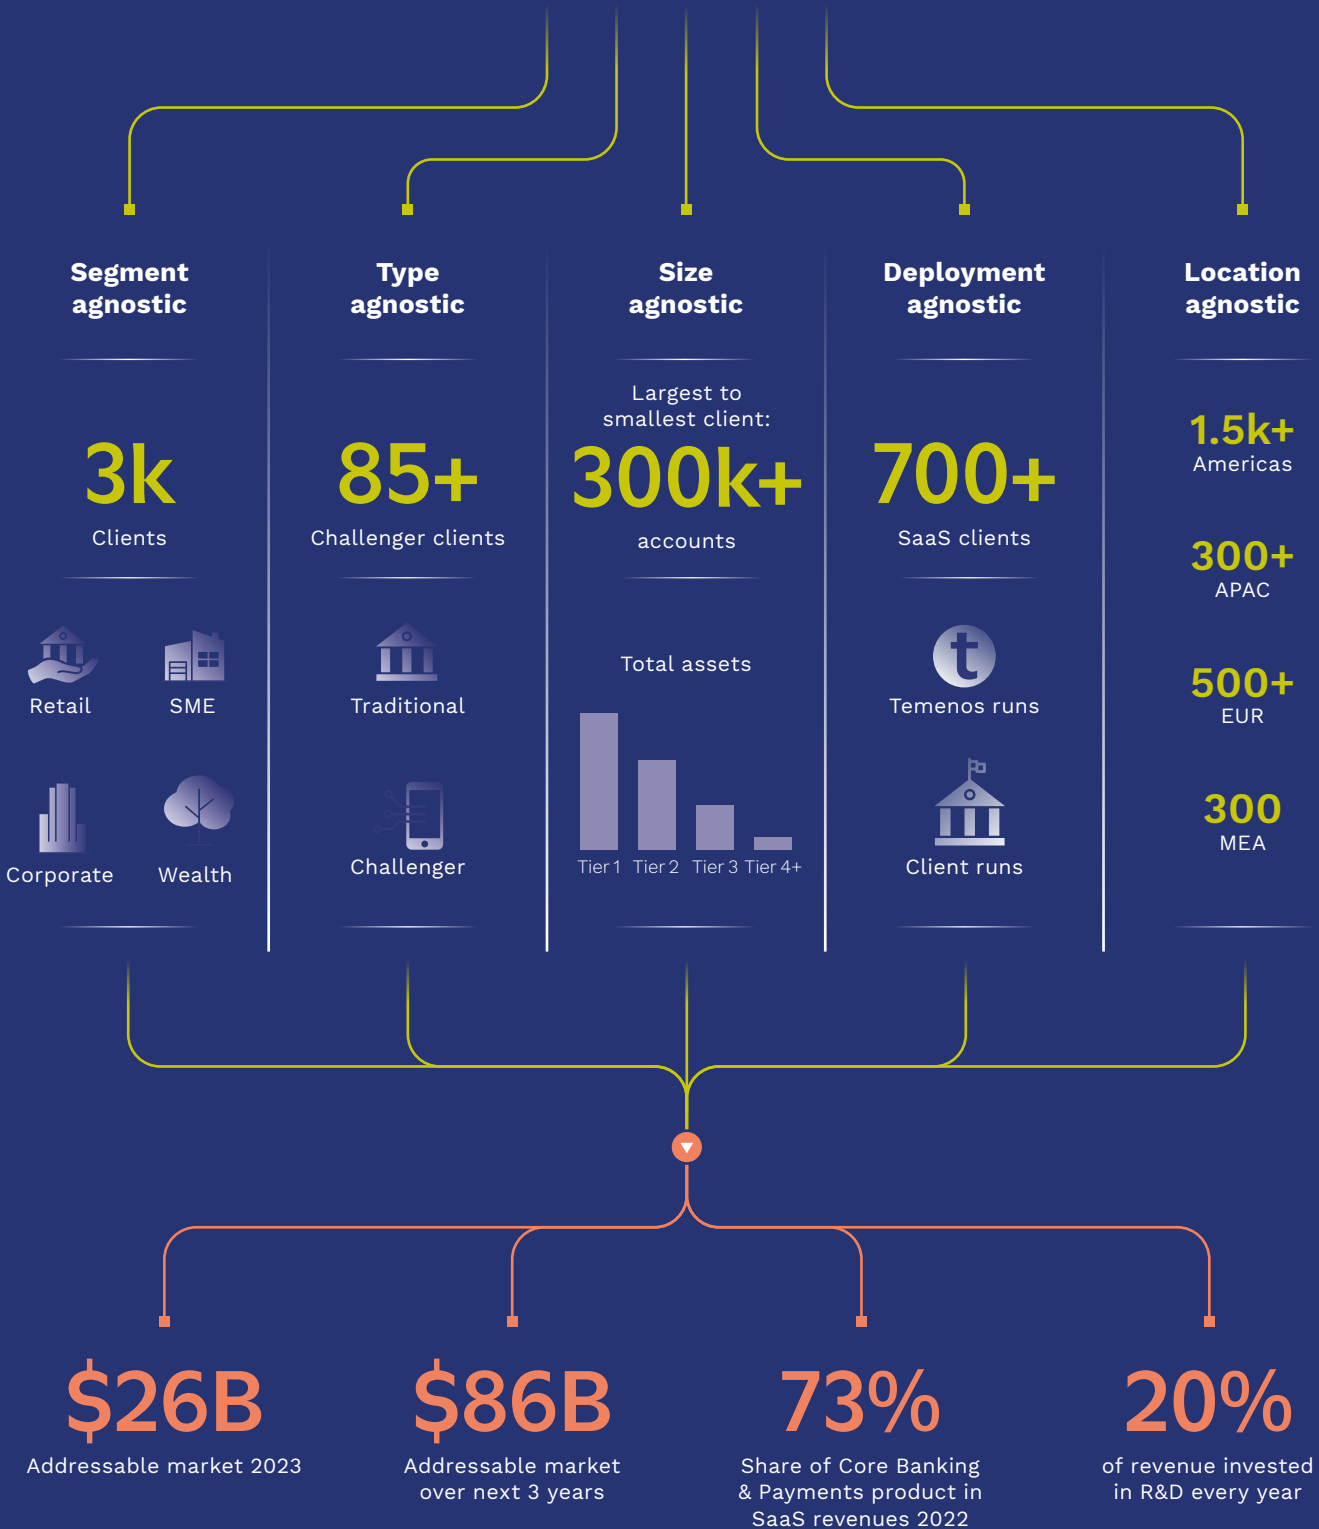 Segment
agnostic
3k
Clients
Retail
SME
Corporate
Wealth
Type
agnostic
85+
Challenger clients
Traditional
Challenger
Size
agnostic
Largest to
smallest client:
300k+
accounts
Total assets
Tier 1 Tier 2 Tier 3 Tier 4+
Deployment
agnostic
700+
SaaS clients
t
Temenos runs
Client runs
Location
agnostic
1.5k+
Americas
300+
APAC
500+
EUR
300
MEA
$26B
Addressable market 2023
$86B
Addressable market
over next 3 years
73%
Share of Core Banking
& Payments product in
SaaS revenues 2022
20%
of revenue invested
in R&D every year